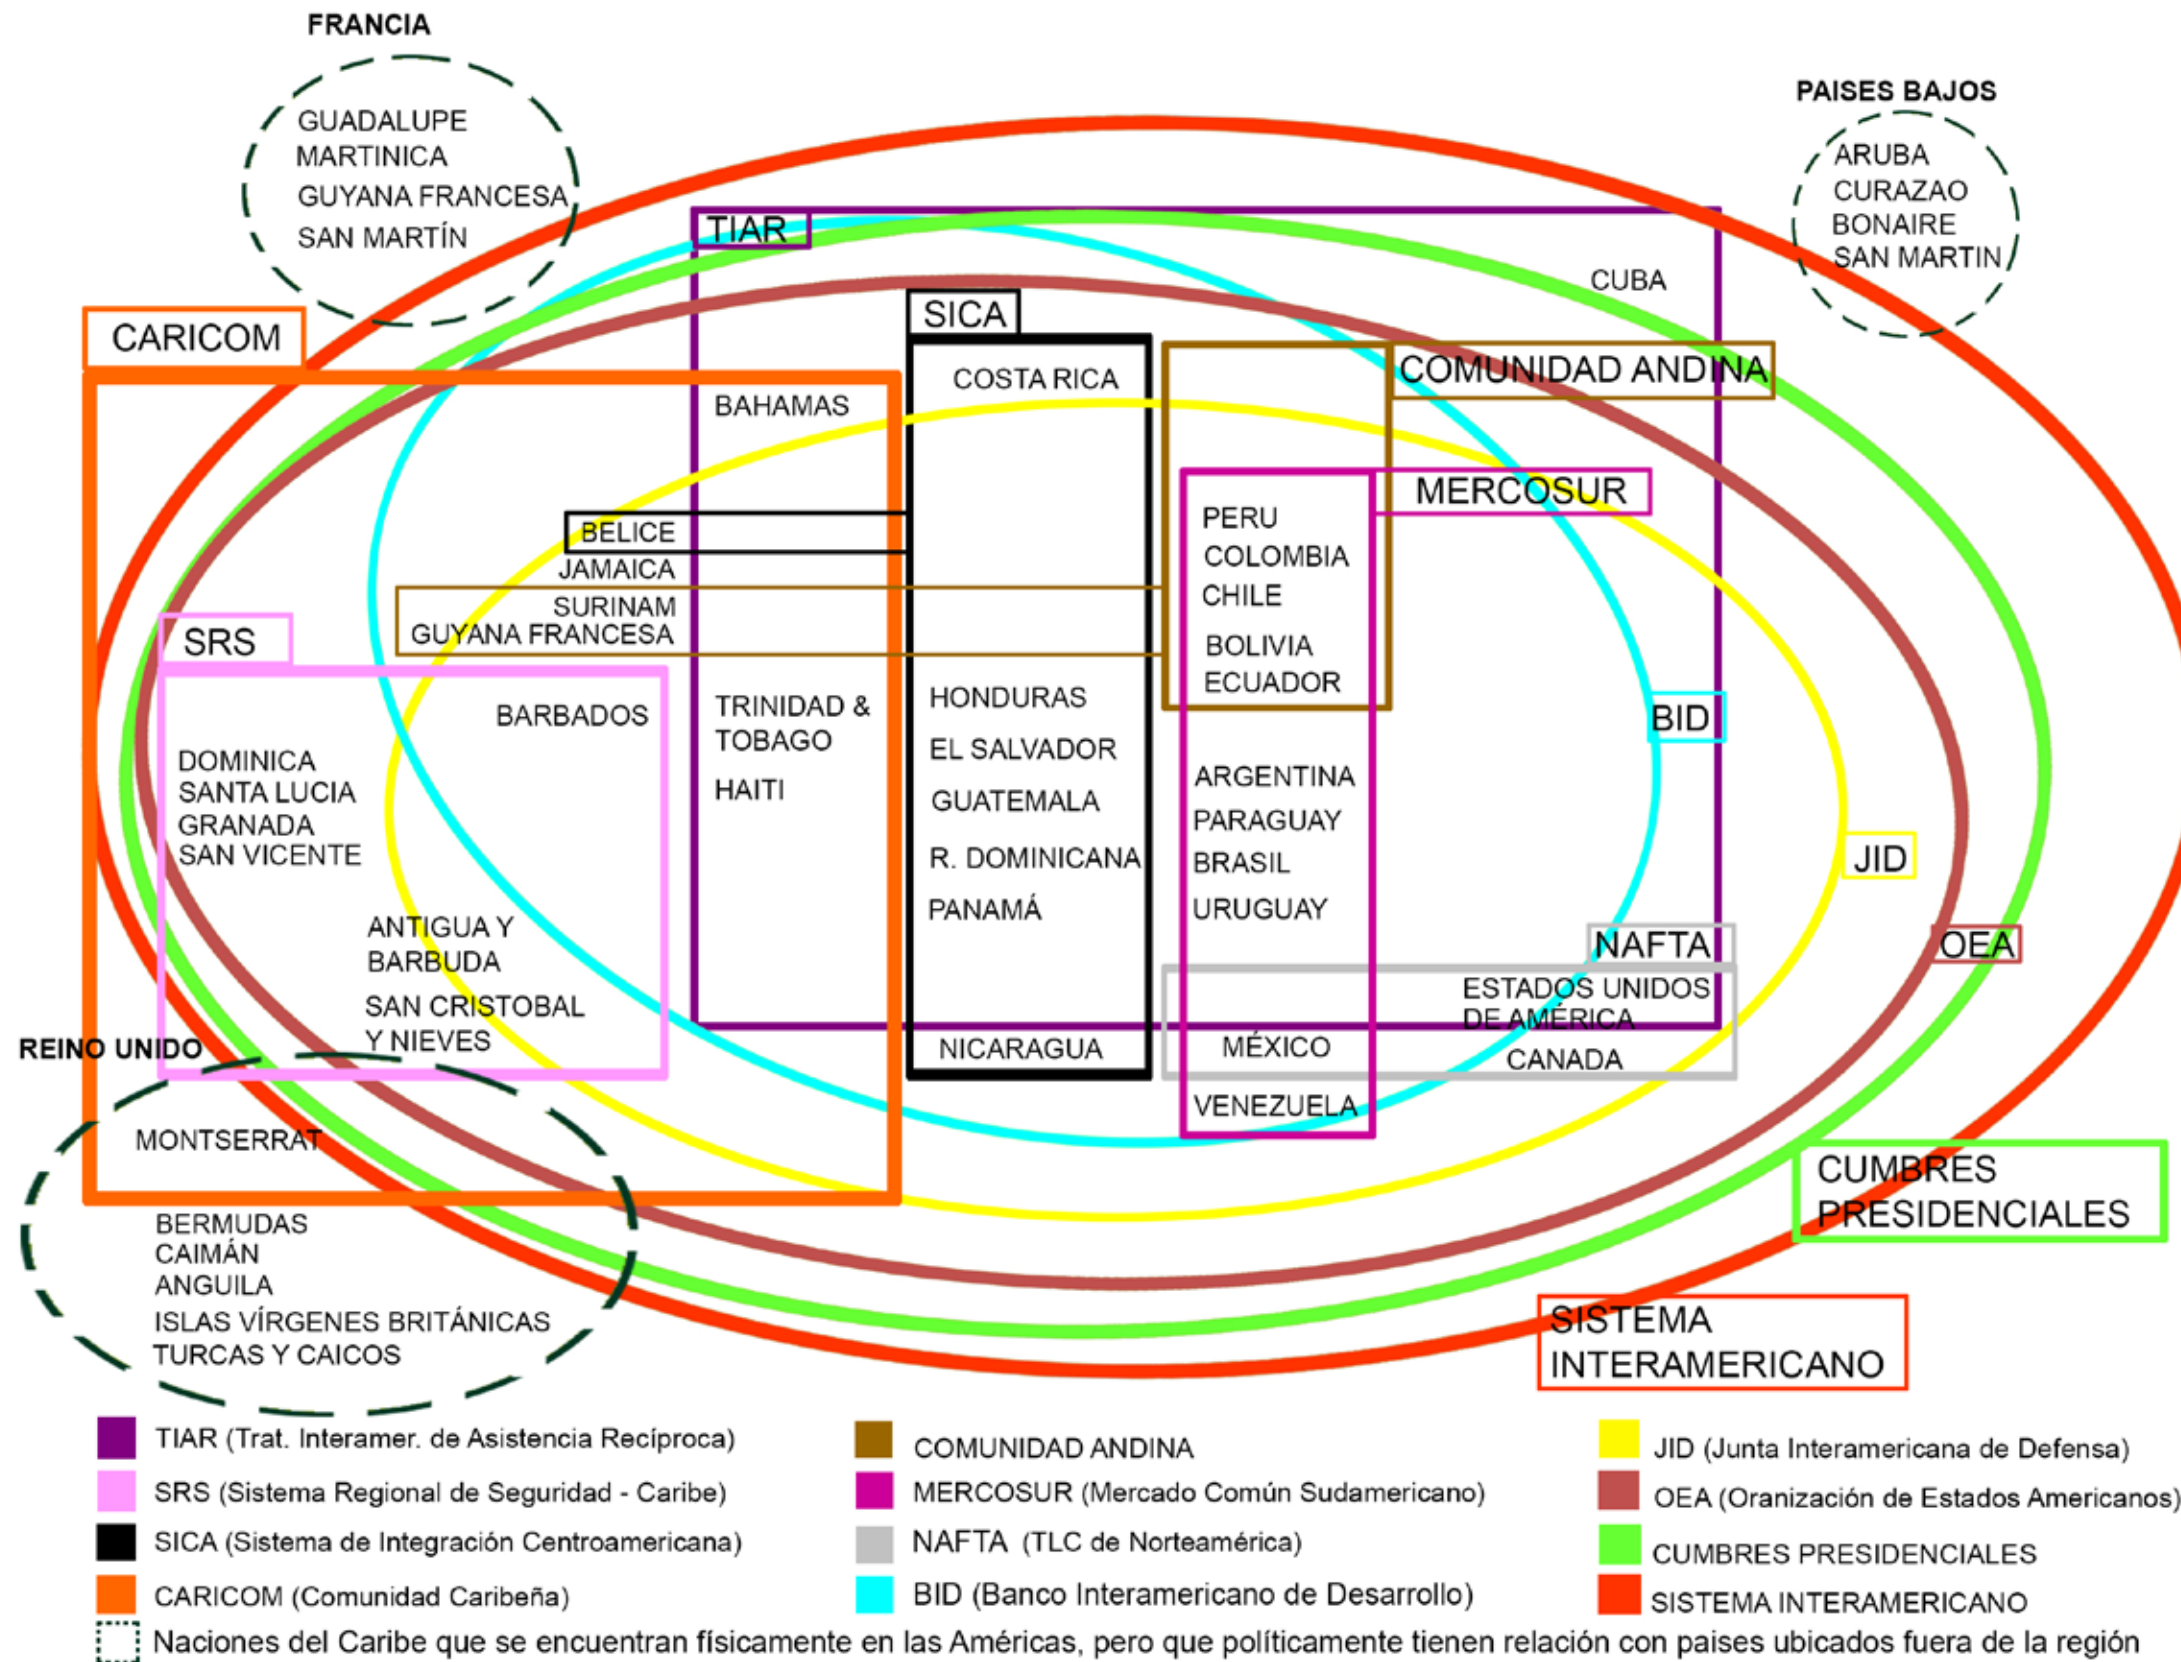 FRANCIA
GUADALUPE
MARTINICA
GUYANA FRANCESA
SAN MARTÍN
PAISES BAJOS
ARUBA
CURAZAO
BONAIRE
SAN MARTIN
TIAR
CUBA
SICA
CARICOM
COMUNIDAD ANDINA
COSTA RICA
BAHAMAS
MERCOSUR
PERU
COLOMBIA
CHILE
BOLIVIA
ECUADOR
BELICE
JAMAICA
SURINAM
GUYANA FRANCESA
SRS
BARBADOS
DOMINICA
SANTA LUCIA
GRANADA
SAN VICENTE
ANTIGUA Y
BARBUDA
SAN CRISTOBAL
Y NIEVES
TRINIDAD &
TOBAGO
HAITI
HONDURAS
EL SALVADOR
GUATEMALA
R. DOMINICANA
PANAMÁ
NICARAGUA
ARGENTINA
PARAGUAY
BRASIL
URUGUAY
BID
JID
NAFTA
OEA
ESTADOS UNIDOS
DE AMÉRICA
MÉXICO
CANADA
VENEZUELA
REINO UNIDO
MONTSERRAT
BERMUDAS
CAIMÁN
ANGUILA
ISLAS VÍRGENES BRITÁNICAS
TURCAS Y CAICOS
CUMBRES
PRESIDENCIALES
SISTEMA
INTERAMERICANO
TIAR (Trat. Interamer. de Asistencia Recíproca)
SRS (Sistema Regional de Seguridad - Caribe)
SICA (Sistema de Integración Centroamericana)
CARICOM (Comunidad Caribeña)
COMUNIDAD ANDINA
MERCOSUR (Mercado Común Sudamericano)
NAFTA (TLC de Norteamérica)
BID (Banco Interamericano de Desarrollo)
JID (Junta Interamericana de Defensa)
OEA (Oranización de Estados Americanos)
CUMBRES PRESIDENCIALES
SISTEMA INTERAMERICANO
Naciones del Caribe que se encuentran físicamente en las Américas, pero que políticamente tienen relación con paises ubicados fuera de la región